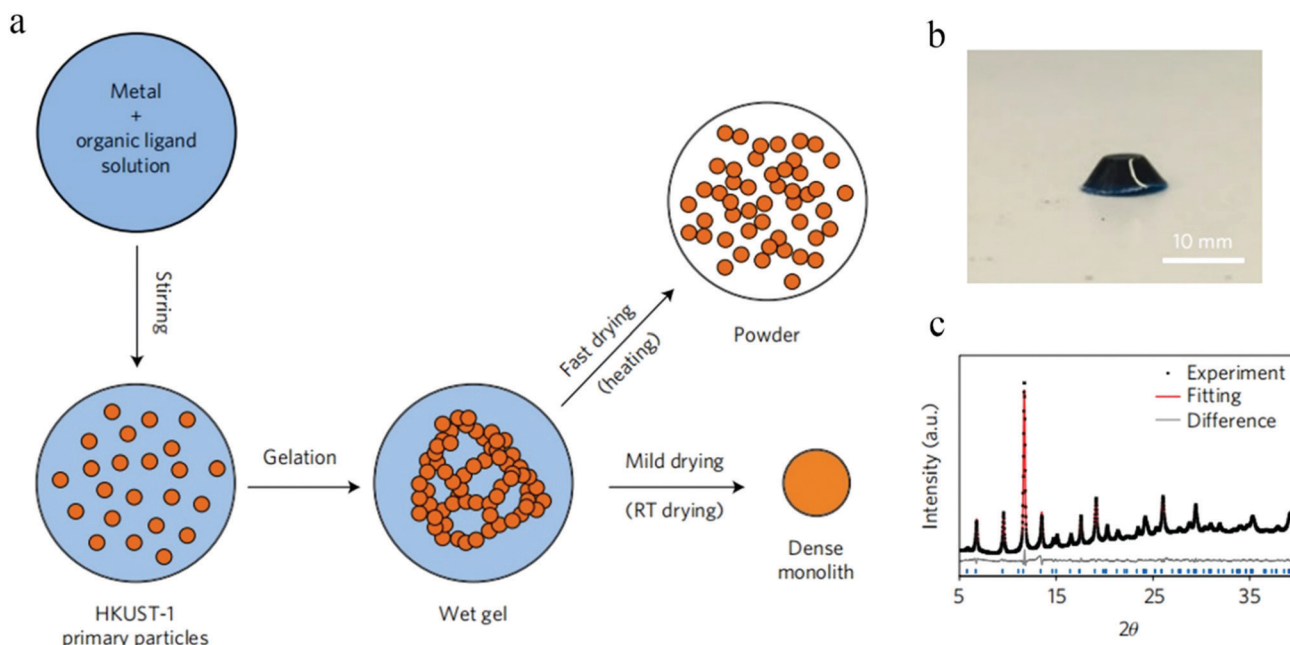 a
Metal
+
organic ligand
solution
Stirring
HKUST-1
primary particles
Gelation
Wet gel
Fast drying
(heating)
Powder
Mild drying
(RT drying)
Dense
monolith
b
10 mm
c
Experiment
Fitting
Difference
Intensity (a.u.)
5 15 25 35
2θ